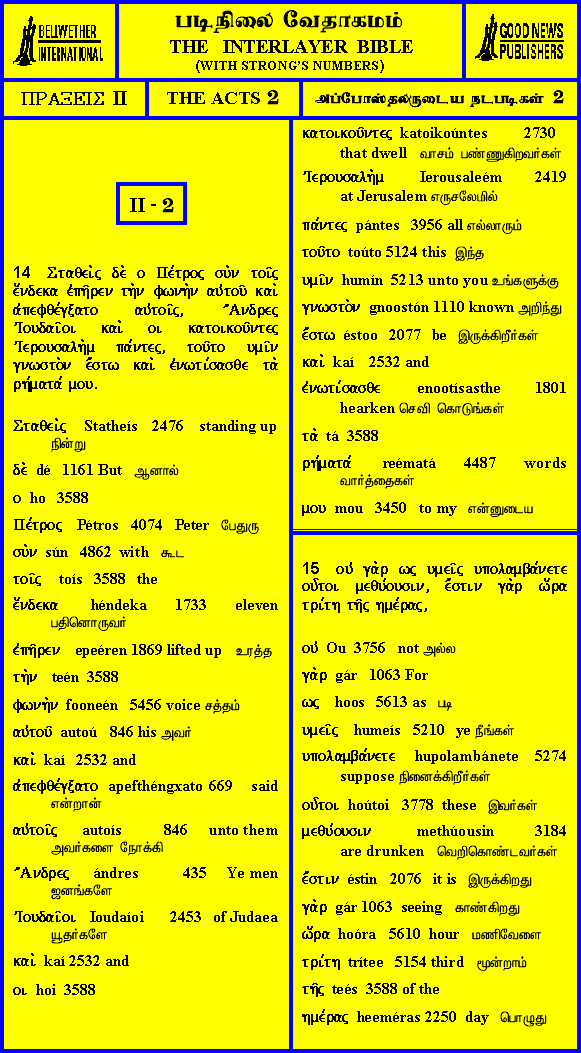 BELLWETHER
INTERNATIONAL
படிநிலை வேதாகமம்
THE INTERLAYER BIBLE
(WITH STRONG'S NUMBERS)
GOOD NEWS
PUBLISHERS
ΠΡΑΞΕΙΣ II
THE ACTS 2
அப்போஸ்தலருடைய நடபடிகள் 2
II - 2
14 Σταθεὶς δὲ ο Πέτρος σὺν τοῖς
ἕνδεκα ἐπῆρεν τὴν φωνὴν αὐτοῦ καὶ
ἀπεφθέγξατο αὐτοῖς, Ἄνδρες
Ἰουδαῖοι καὶ οι κατοικοῦντες
Ἰερουσαλὴμ πάντες, τοῦτο υμῖν
γνωστὸν ἔστω καὶ ἐνωτίσασθε τὰ
ρήματά μου.
Σταθεὶς Statheís 2476 standing up
நின்று
δὲ dé 1161 But ஆனால்
ο ho 3588
Πέτρος Pétros 4074 Peter பேதுரு
σὺν sún 4862 with கூட
τοῖς toís 3588 the
ἕνδεκα héndeka 1733 eleven
பதினொருவர்
ἐπῆρεν epeéren 1869 lifted up உரத்த
τὴν teén 3588
φωνὴν fooneén 5456 voice சத்தம்
αὐτοῦ autoú 846 his அவர்
καὶ kaí 2532 and
ἀπεφθέγξατο apefthéngxato 669 said
என்றான்
αὐτοῖς autoís 846 unto them
அவர்களை நோக்கி
Ἄνδρες ándres 435 Ye men
ஜனங்களே
Ἰουδαῖοι Ioudaíoi 2453 of Judaea
யூதர்களே
καὶ kaí 2532 and
οι hoi 3588
κατοικοῦντες katoikoúntes 2730
that dwell வாசம் பண்ணுகிறவர்கள்
Ἰερουσαλὴμ Ierousaleém 2419
at Jerusalem எருசலேமில்
πάντες pántes 3956 all எல்லாரும்
τοῦτο toúto 5124 this இந்த
υμῖν humín 5213 unto you உங்களுக்கு
γνωστὸν gnoostón 1110 known அறிந்து
ἔστω éstoo 2077 be இருக்கிறீர்கள்
καὶ kaí 2532 and
ἐνωτίσασθε enootísasthe 1801
hearken செவி கொடுங்கள்
τὰ tá 3588
ρήματά reématá 4487 words
வார்த்தைகள்
μου mou 3450 to my என்னுடைய
15 οὐ γὰρ ως υμεῖς υπολαμβάνετε
οὗτοι μεθύουσιν, ἔστιν γὰρ ὥρα
τρίτη τῆς ημέρας,
οὐ Ou 3756 not அல்ல
γὰρ gár 1063 For
ως hoos 5613 as படி
υμεῖς humeís 5210 ye நீங்கள்
υπολαμβάνετε hupolambánete 5274
suppose நினைக்கிறீர்கள்
οὗτοι hoútoi 3778 these இவர்கள்
μεθύουσιν methúousin 3184
are drunken வெறிகொண்டவர்கள்
ἔστιν éstin 2076 it is இருக்கிறது
γὰρ gár 1063 seeing காண்கிறது
ὥρα hoóra 5610 hour மணிவேளை
τρίτη trítee 5154 third மூன்றாம்
τῆς teés 3588 of the
ημέρας heeméras 2250 day பொழுது